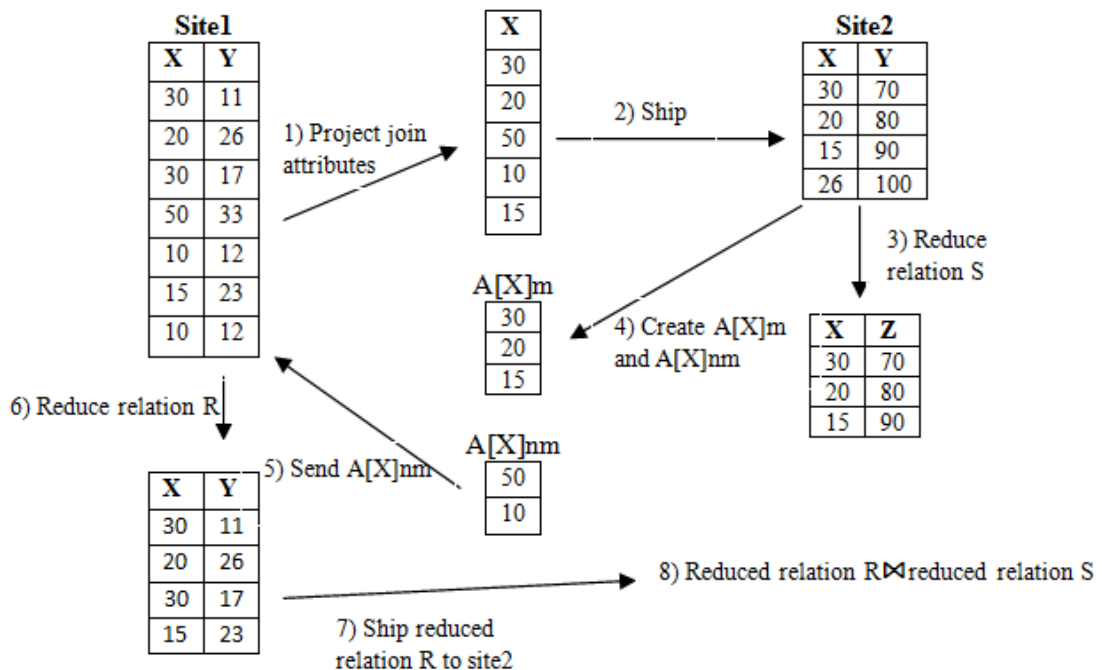 Site1
X Y
30 11
20 26
30 17
50 33
10 12
15 23
10 12
1) Project join
attributes
X
30
20
50
10
15
2) Ship
Site2
X Y
30 70
20 80
15 90
26 100
3) Reduce
relation S
X Z
30 70
20 80
15 90
4) Create A[X]m
and A[X]nm
A[X]m
30
20
15
A[X]nm
50
10
5) Send A[X]nm
6) Reduce relation R
X Y
30 11
20 26
30 17
15 23
7) Ship reduced
relation R to site2
8) Reduced relation R⋈reduced relation S